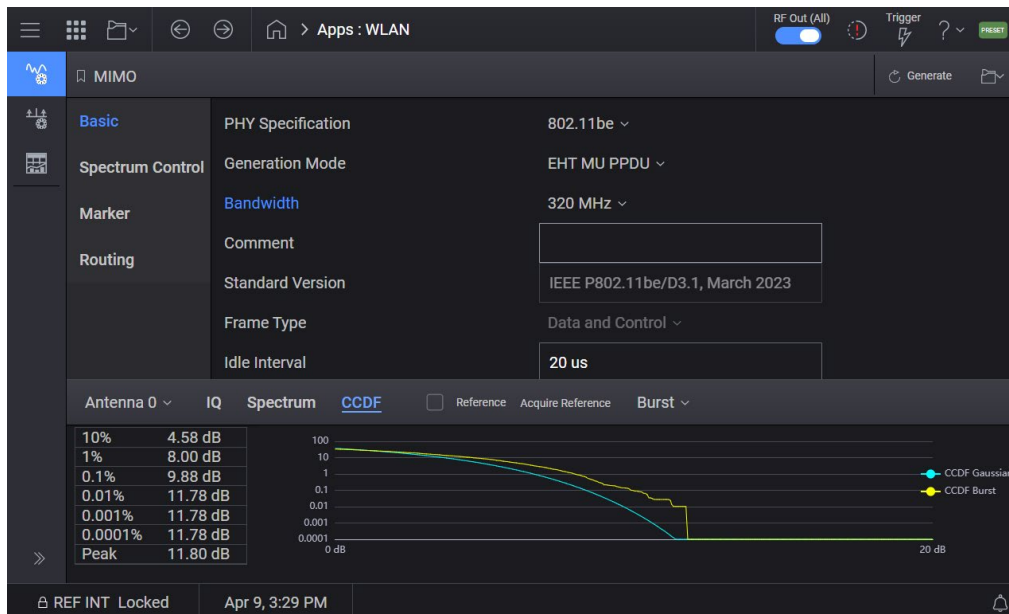 Apps : WLAN
RF Out (All)
Trigger
?
PRESET
MIMO
Generate
Basic
Spectrum Control
Marker
Routing
PHY Specification 802.11be
Generation Mode EHT MU PPDU
Bandwidth 320 MHz
Comment
Standard Version IEEE P802.11be/D3.1, March 2023
Frame Type Data and Control
Idle Interval 20 us
Antenna 0 IQ Spectrum CCDF Reference Acquire Reference Burst
10% 4.58 dB
1% 8.00 dB
0.1% 9.88 dB
0.01% 11.78 dB
0.001% 11.78 dB
0.0001% 11.78 dB
Peak 11.80 dB
100
10
1
0.1
0.01
0.001
0.0001
0 dB 20 dB
CCDF Gaussian
CCDF Burst
REF INT Locked Apr 9, 3:29 PM